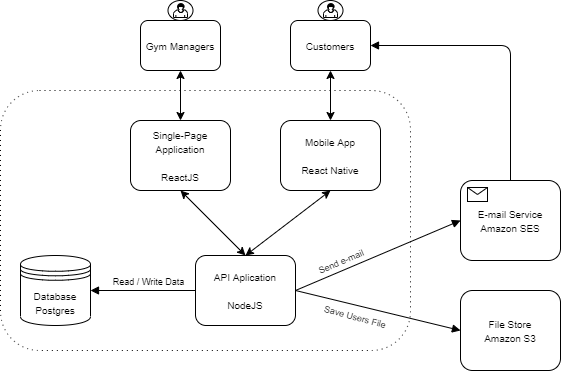 Gym Managers
Customers
Single-Page
Application
ReactJS
Mobile App
React Native
E-mail Service
Amazon SES
Send e-mail
API Aplication
NodeJS
Read / Write Data
Database
Postgres
Save Users File
File Store
Amazon S3